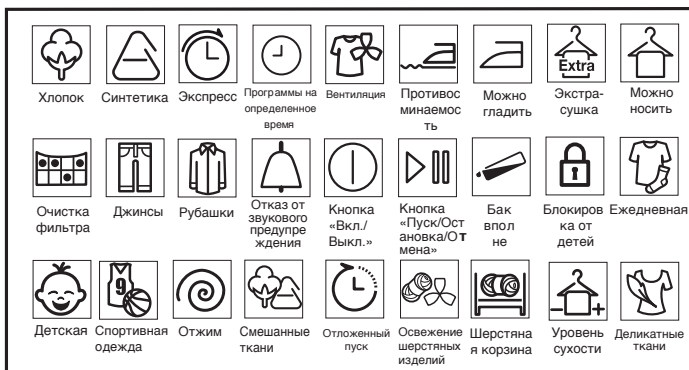 Extra
Хлопок
Синтетика
Экспресс
Программы на
определенное
время
Вентиляция
Противос
минаемос
ть
Можно
гладить
Экстра-
сушка
Можно
носить
Очистка
фильтра
Джинсы
Рубашки
Отказ от
звукового
предупре
ждения
Кнопка
«Вкл./
Выкл.»
Кнопка
«Пуск/Ост
ановка/От
мена»
Бак
впол
не
Блокиров
ка от
детей
Ежедневная
9
Детская
Спортивная
одежда
Отжим
Смешанные
ткани
Отложенный
пуск
Освежение
шерстяных
изделий
Шерстяна
я корзина
Уровень
сухости
Деликатные
ткани